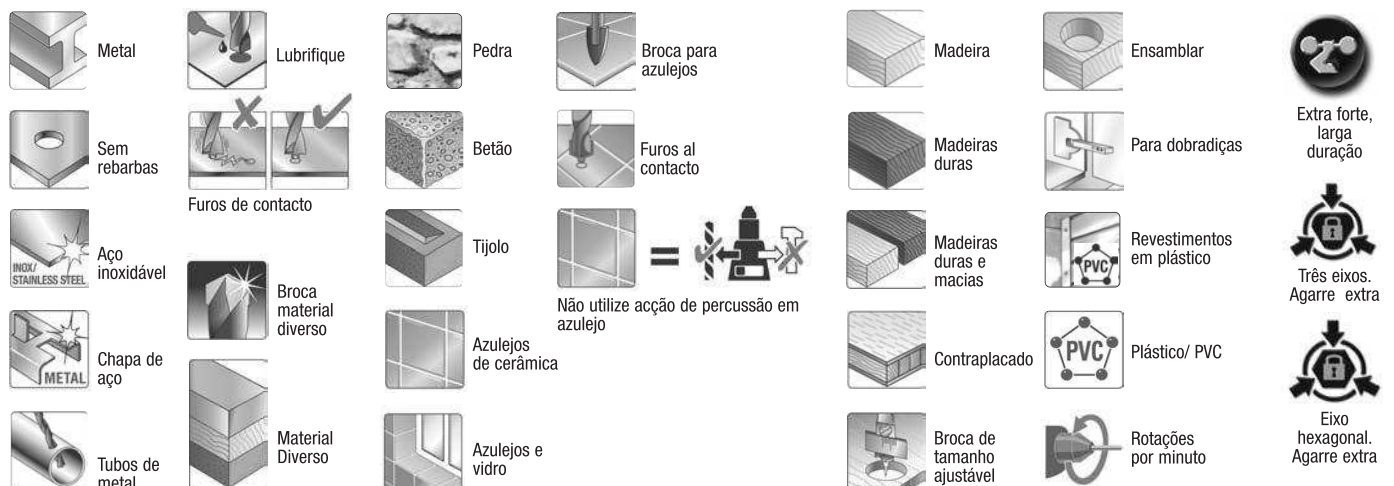 Metal
Sem
rebarbas
INOX/
STAINLESS STEEL
Aço
inoxidável
METAL
Chapa de
aço
Tubos de
metal
Lubrifique
Furos de contacto
Broca
material
diverso
Material
Diverso
Pedra
Betão
Tijolo
Azulejos
de cerâmica
Azulejos e
vidro
Broca para
azulejos
Furos al
contacto
Não utilize acção de percussão em
azulejo
Madeira
Madeiras
duras
Madeiras
duras e
macias
Contraplacado
Broca de
tamanho
ajustável
Ensamblar
Para dobradiças
PVC
Revestimentos
em plástico
PVC
Plástico/ PVC
Rotações
por minuto
Extra forte,
larga
duração
Três eixos.
Agarre extra
Eixo
hexagonal.
Agarre extra